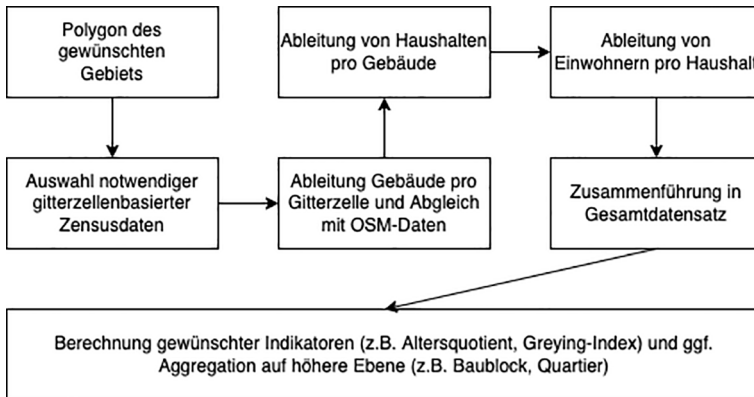 Polygon des
gewünschten
Gebiets
Auswahl notwendiger
gitterzellenbasierter
Zensusdaten
Ableitung Gebäude pro
Gitterzelle und Abgleich
mit OSM-Daten
Ableitung von Haushalten
pro Gebäude
Ableitung von
Einwohnern pro Haushalt
Zusammenführung in
Gesamtdatensatz
Berechnung gewünschter Indikatoren (z.B. Altersquotient, Greying-Index) und ggf.
Aggregation auf höhere Ebene (z.B. Baublock, Quartier)